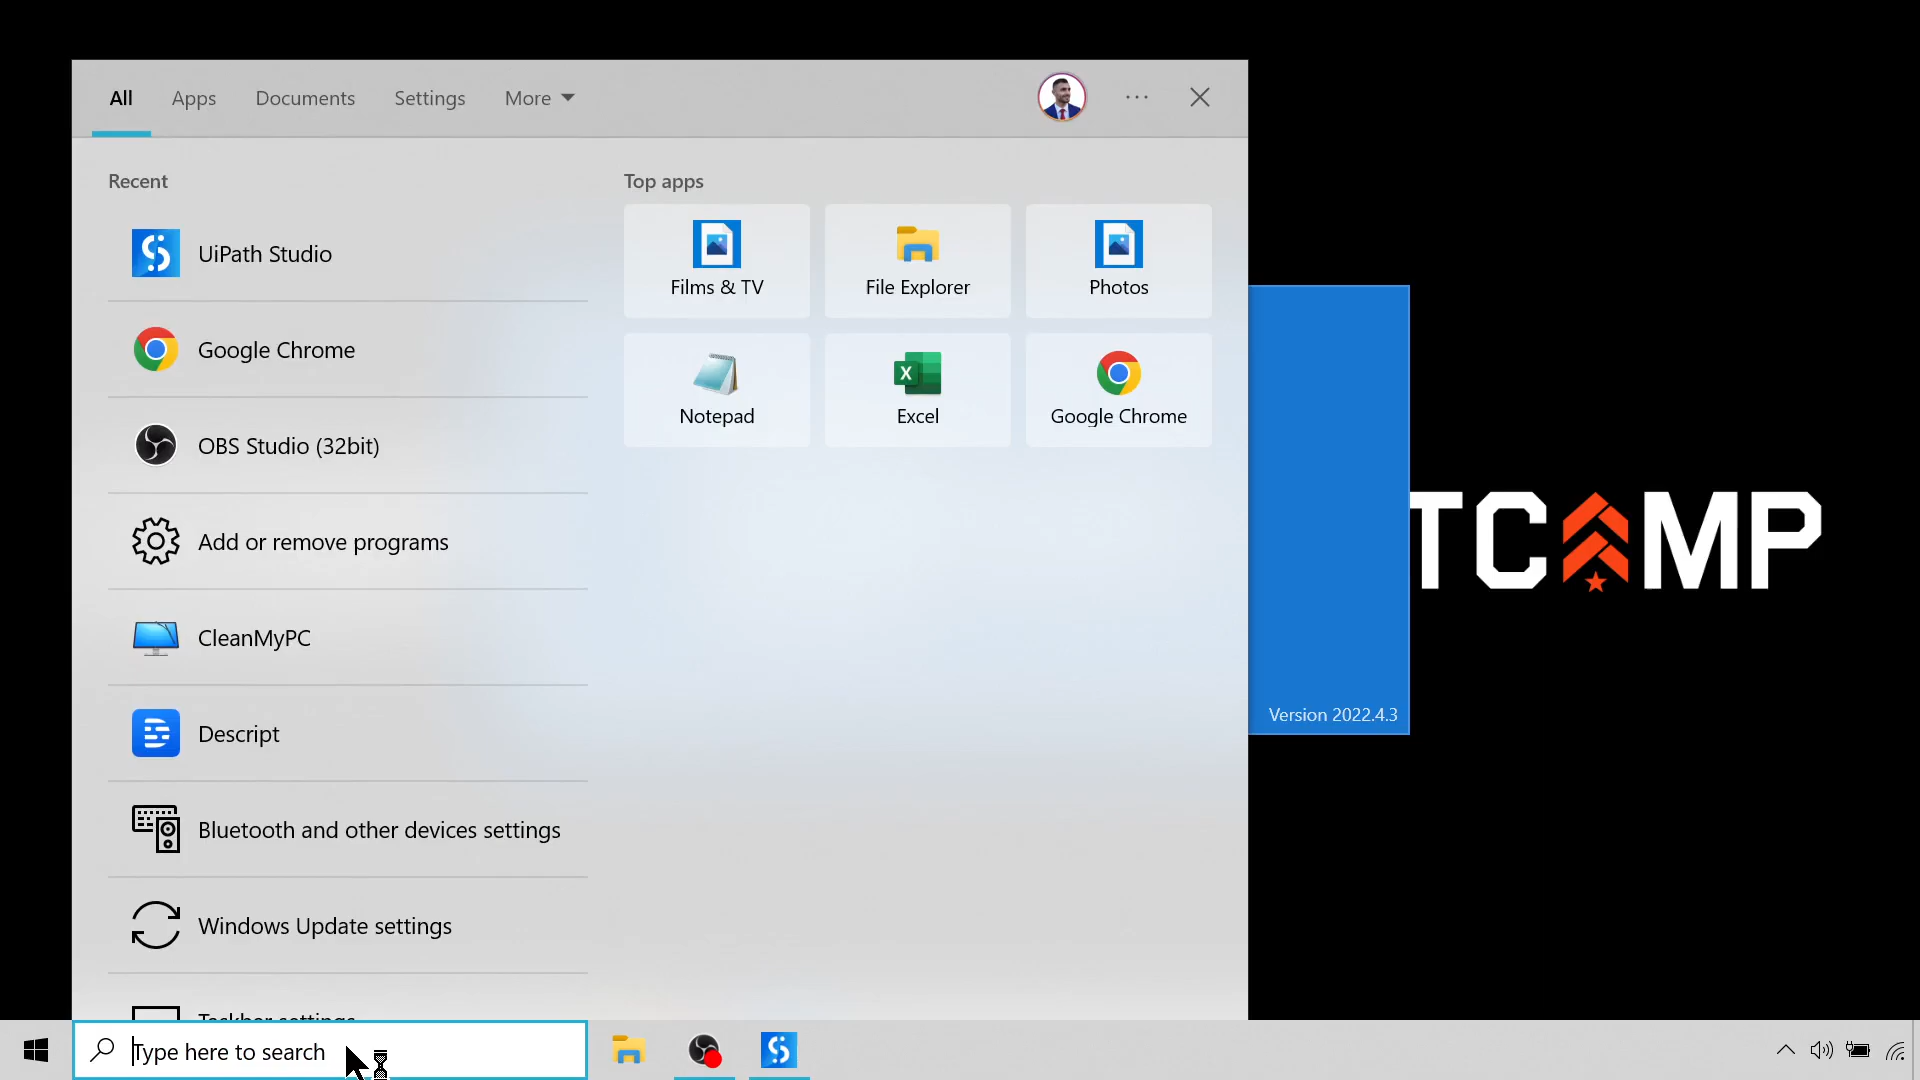 All Apps Documents Settings More
Recent
Top apps
UiPath Studio
Films & TV
File Explorer
Photos
Google Chrome
Notepad
Excel
Google Chrome
OBS Studio (32bit)
TC MP
Add or remove programs
CleanMyPC
Version 2022.4.3
Descript
Bluetooth and other devices settings
Windows Update settings
Taskbar settings
Type here to search